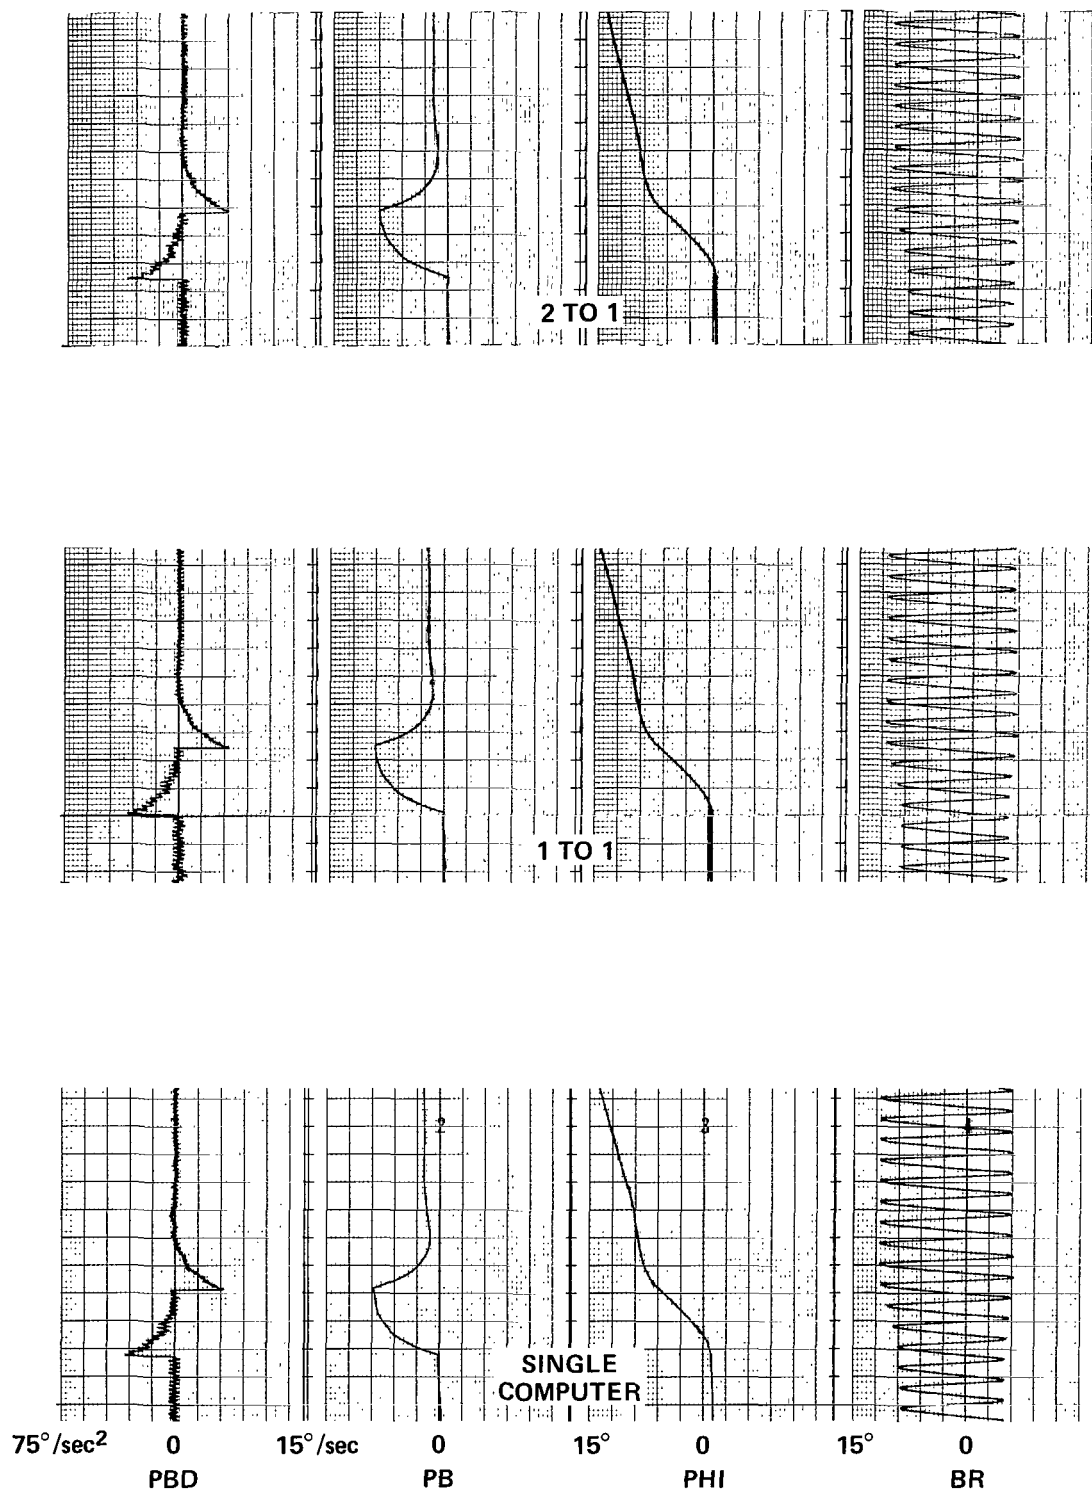 2 TO 1
1 TO 1
SINGLE
COMPUTER
75°/sec² 0 15°/sec 0 15° 0 15° 0
PBD PB PHI BR